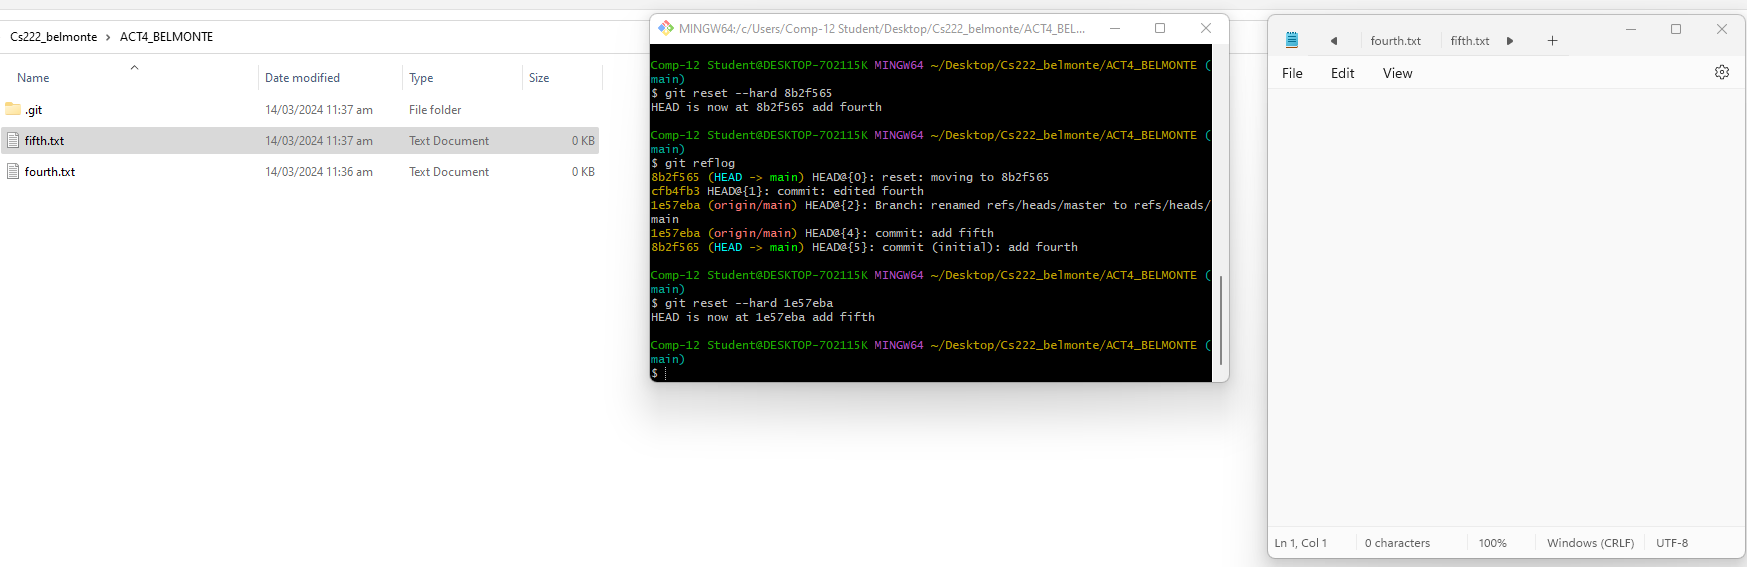 Cs222_belmonte > ACT4_BELMONTE
Name Date modified Type Size
.git 14/03/2024 11:37 am File folder
fifth.txt 14/03/2024 11:37 am Text Document 0 KB
fourth.txt 14/03/2024 11:36 am Text Document 0 KB
MINGW64:/c/Users/Comp-12 Student/Desktop/Cs222_belmonte/ACT4_BEL...
Comp-12 Student@DESKTOP-702115K MINGW64 ~/Desktop/Cs222_belmonte/ACT4_BELMONTE (
main)
$ git reset --hard 8b2f565
HEAD is now at 8b2f565 add fourth
Comp-12 Student@DESKTOP-702115K MINGW64 ~/Desktop/Cs222_belmonte/ACT4_BELMONTE (
main)
$ git reflog
8b2f565 (HEAD -> main) HEAD@{0}: reset: moving to 8b2f565
cfb4fb3 HEAD@{1}: commit: edited fourth
1e57eba (origin/main) HEAD@{2}: Branch: renamed refs/heads/master to refs/heads/
main
1e57eba (origin/main) HEAD@{4}: commit: add fifth
8b2f565 (HEAD -> main) HEAD@{5}: commit (initial): add fourth
Comp-12 Student@DESKTOP-702115K MINGW64 ~/Desktop/Cs222_belmonte/ACT4_BELMONTE (
main)
$ git reset --hard 1e57eba
HEAD is now at 1e57eba add fifth
Comp-12 Student@DESKTOP-702115K MINGW64 ~/Desktop/Cs222_belmonte/ACT4_BELMONTE (
main)
$
fourth.txt fifth.txt
File Edit View
Ln 1, Col 1 0 characters 100% Windows (CRLF) UTF-8